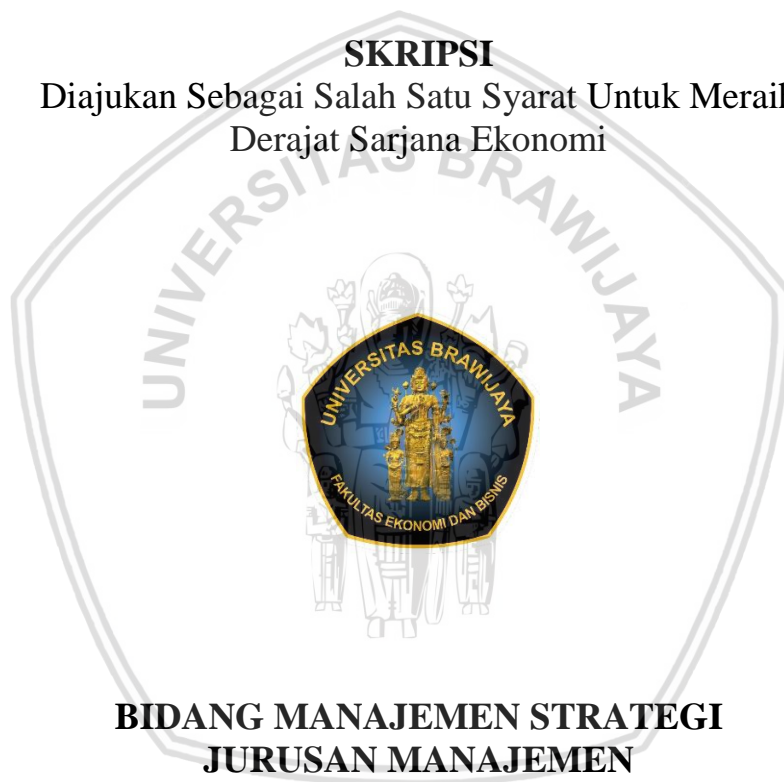 SKRIPSI
Diajukan Sebagai Salah Satu Syarat Untuk Meraih
Derajat Sarjana Ekonomi
UNIVERSITAS BRAWIJAYA
UNIVERSITAS BRAWIJAYA
FAKULTAS EKONOMI DAN BISNIS
BIDANG MANAJEMEN STRATEGI
JURUSAN MANAJEMEN